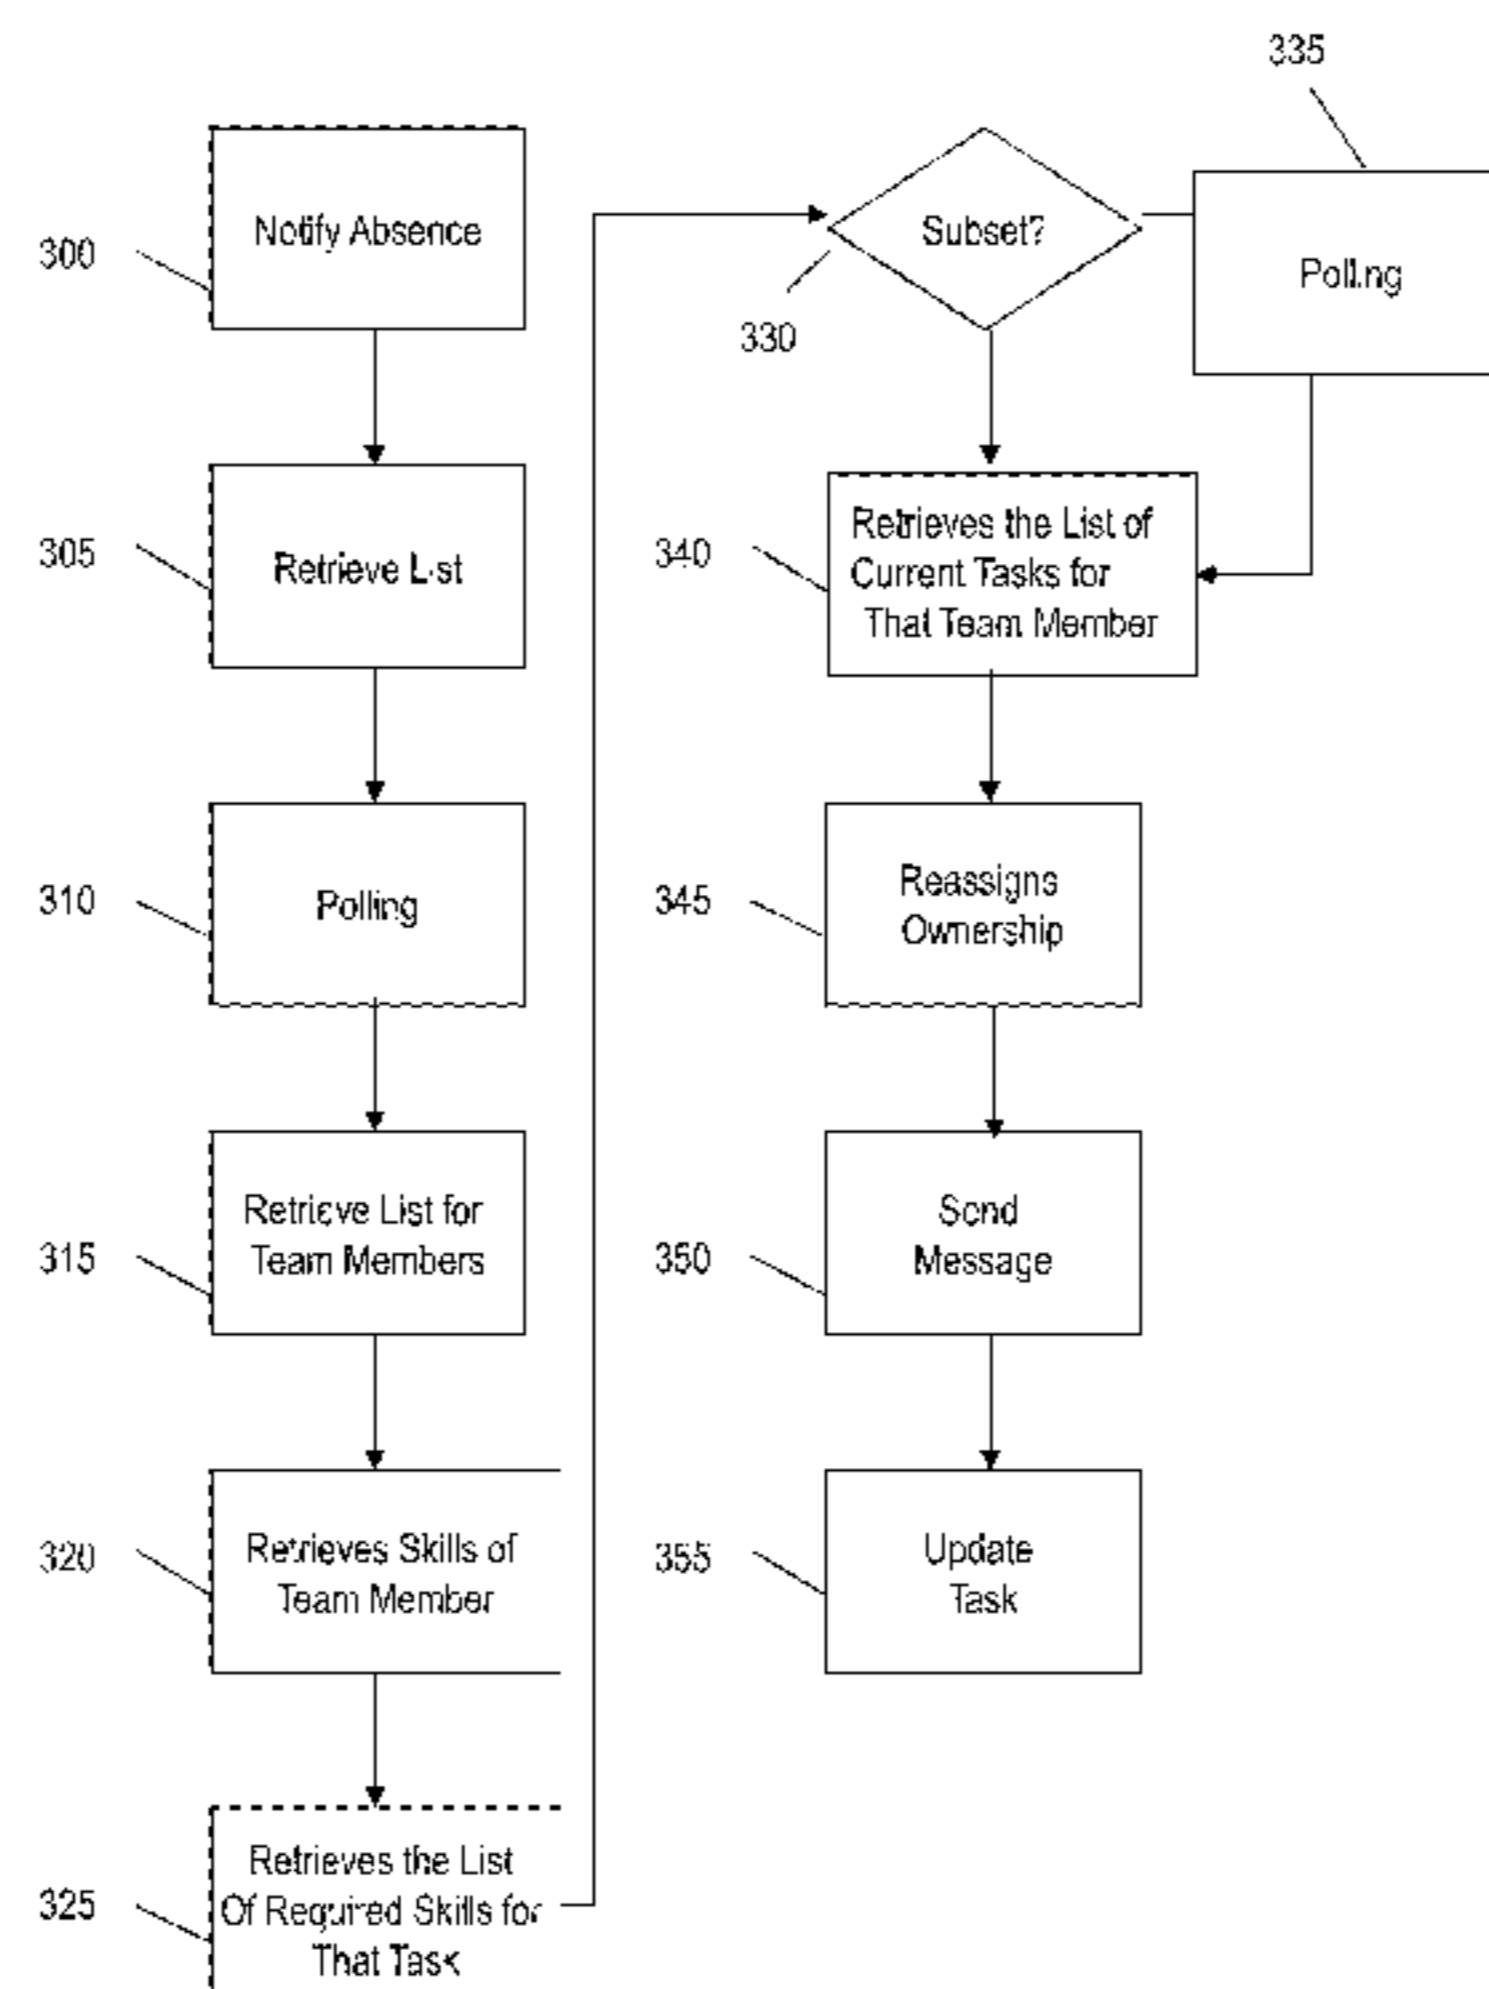 335
Notify Absence
300
Subset?
Polling
330
Retrieve List
305
Retrieves the List of
Current Tasks for
That Team Member
340
Polling
310
Reassigns
Ownership
345
Retrieve List for
Team Members
315
Send
Message
350
Retrieves Skills of
Team Member
320
Update
Task
355
Retrieves the List
Of Required Skills for
That Task
325